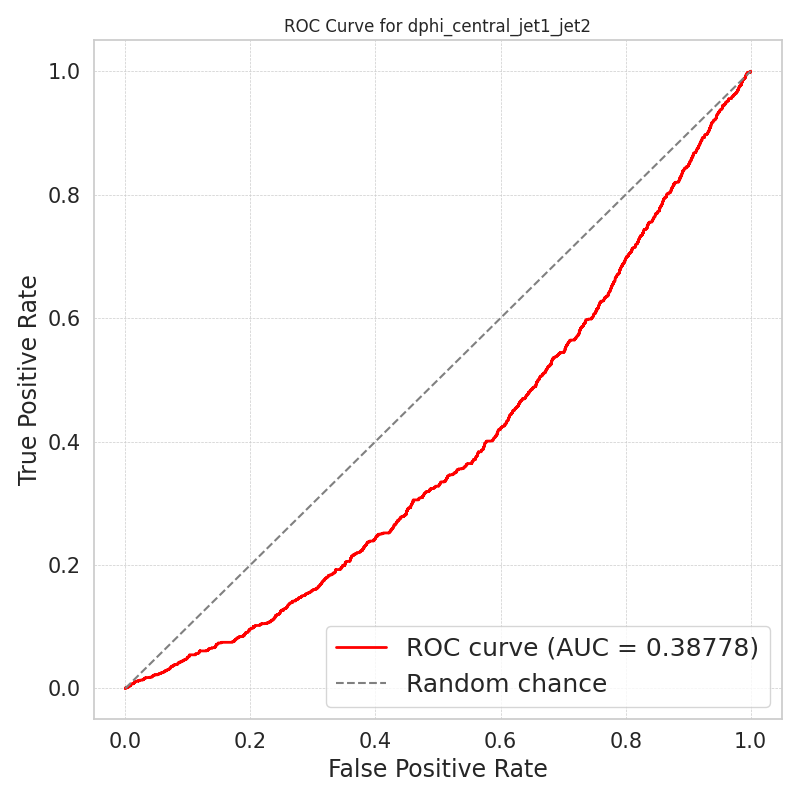 ROC Curve for dphi_central_jet1_jet2
True Positive Rate
1.0
0.8
0.6
0.4
0.2
0.0
0.0 0.2 0.4 0.6 0.8 1.0
False Positive Rate
ROC curve (AUC = 0.38778)
Random chance